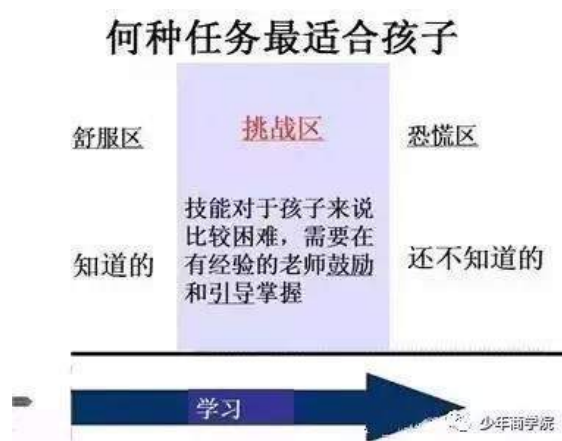 何种任务最适合孩子
舒服区
挑战区
恐慌区
知道的
技能对于孩子来说
比较困难，需要在
有经验的老师鼓励
和引导掌握
还不知道的
学习
少年商学院